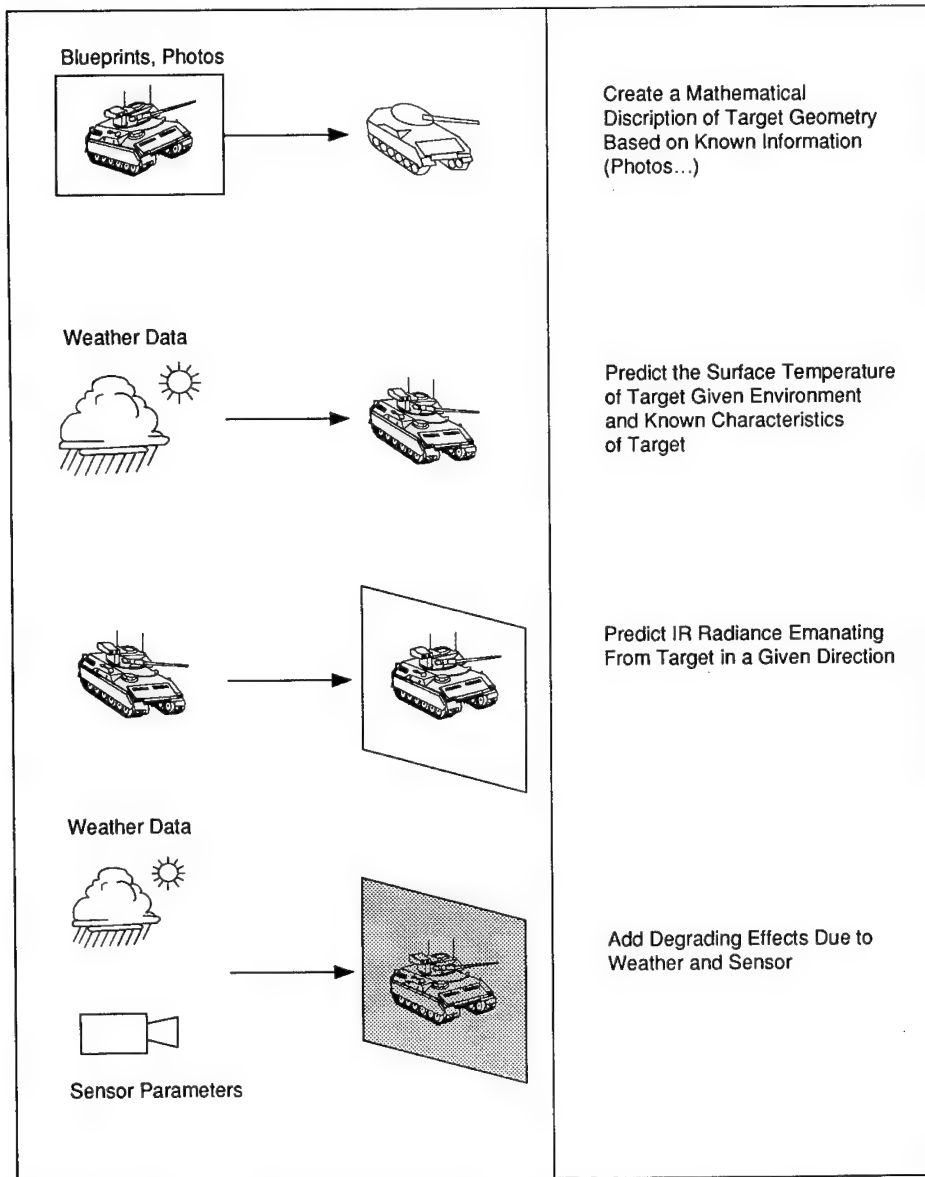 Blueprints, Photos
Create a Mathematical
Discription of Target Geometry
Based on Known Information
(Photos...)
Weather Data
Predict the Surface Temperature
of Target Given Environment
and Known Characteristics
of Target
Predict IR Radiance Emanating
From Target in a Given Direction
Weather Data
Add Degrading Effects Due to
Weather and Sensor
Sensor Parameters